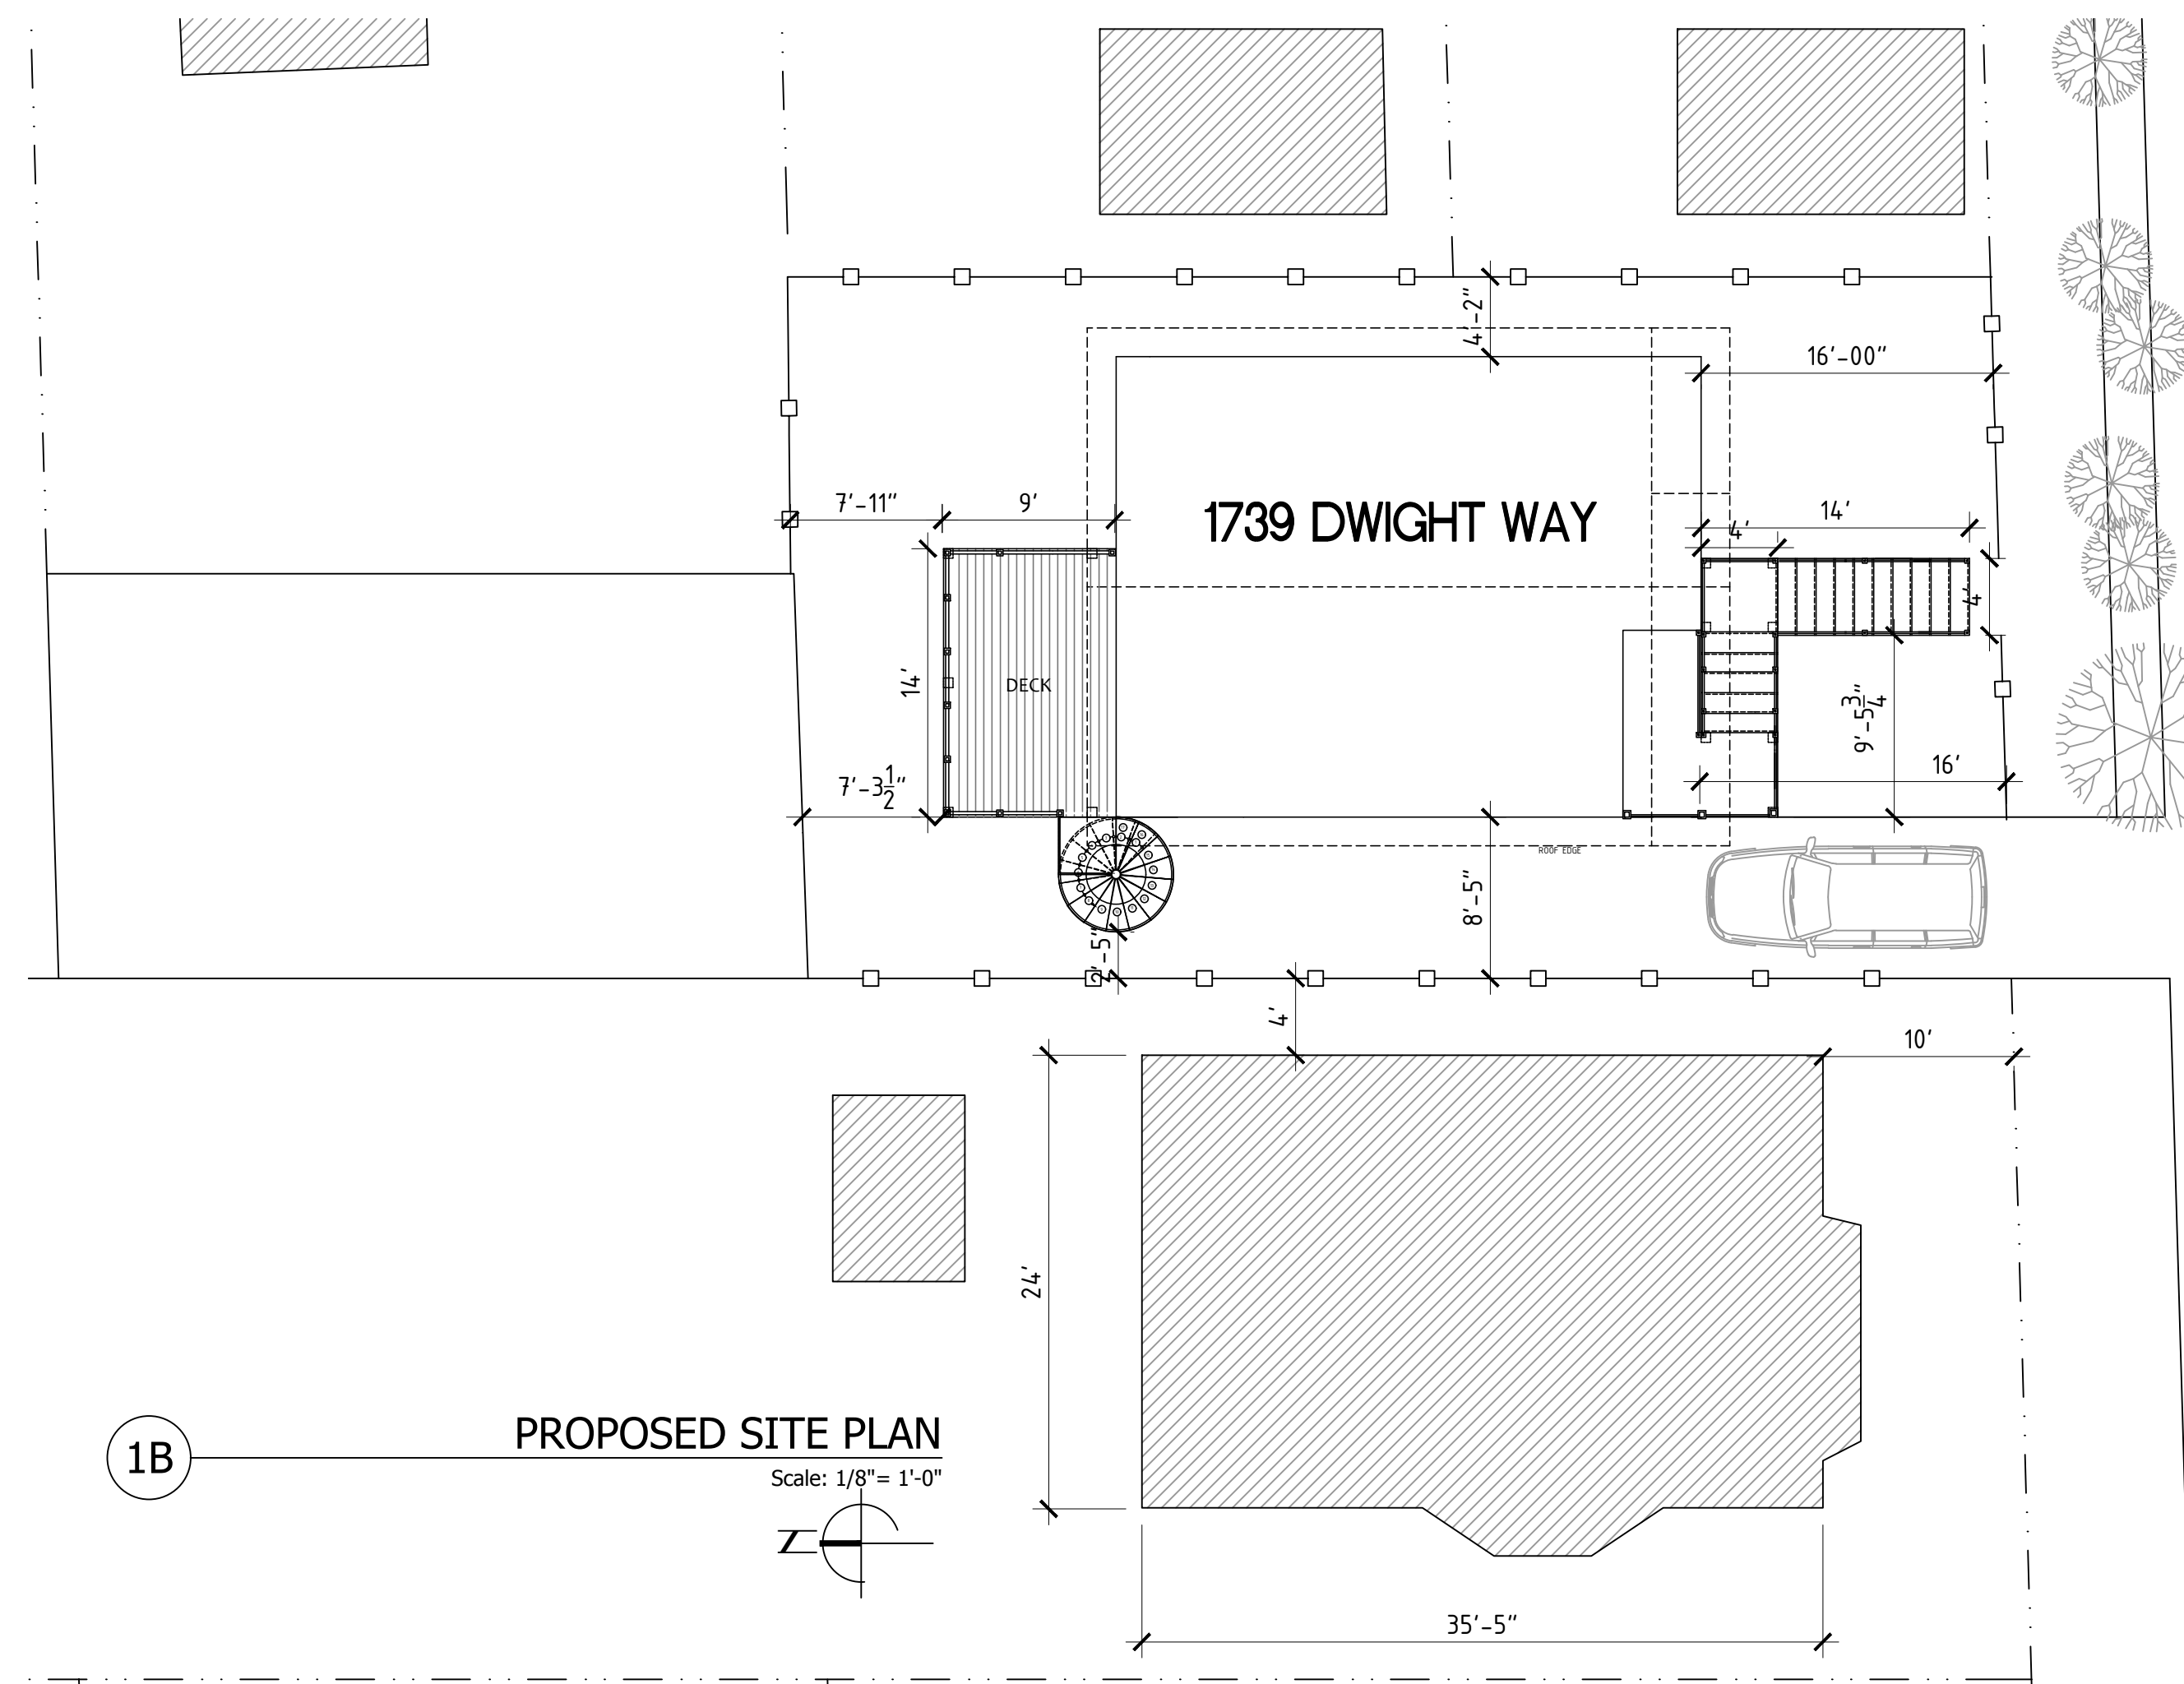 4'-2"
16'-00"
7'-11"
9'
1739 DWIGHT WAY
14'
4'
4'
14'
DECK
9'-5 3/4"
7'-3 1/2"
16'
ROOF EDGE
8'-5"
2'-5"
4'
10'
24'
1B
PROPOSED SITE PLAN
Scale: 1/8"= 1'-0"
Z
35'-5"